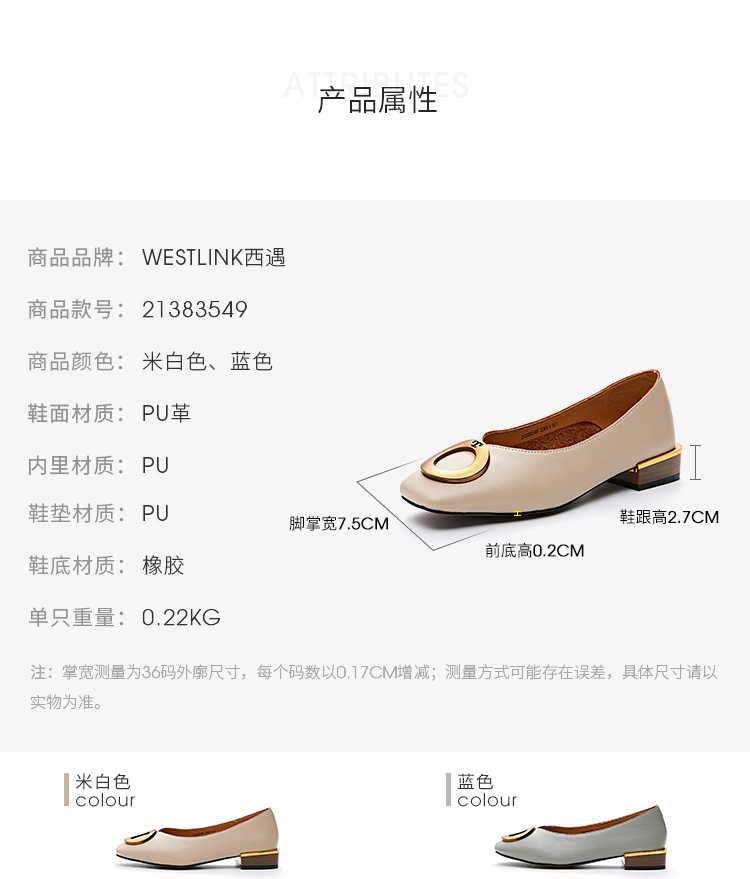 ATTRIBUTES
产品属性
商品品牌： WESTLINK西遇
商品款号： 21383549
商品颜色： 米白色、蓝色
鞋面材质： PU革
内里材质： PU
鞋垫材质： PU
鞋底材质： 橡胶
单只重量： 0.22KG
脚掌宽7.5CM
前底高0.2CM
鞋跟高2.7CM
注：掌宽测量为36码外廓尺寸，每个码数以0.17CM增减；测量方式可能存在误差，具体尺寸请以
实物为准。
米白色
colour
蓝色
colour